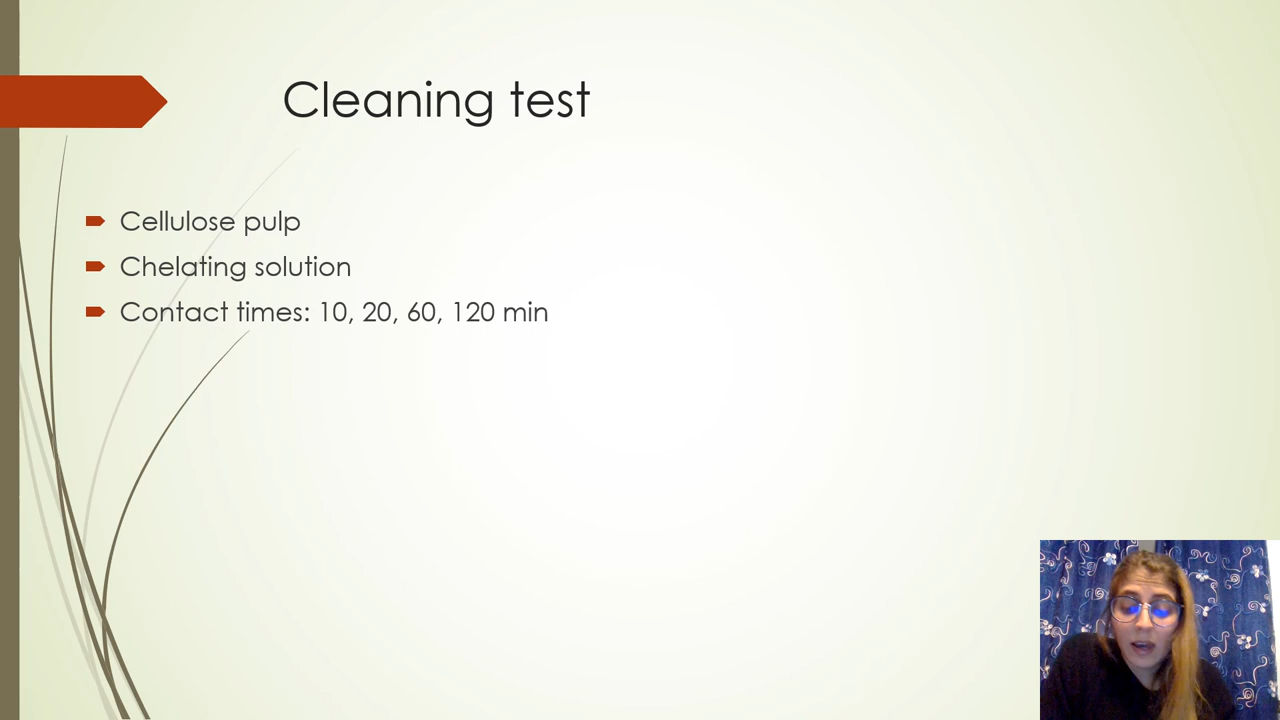 Cleaning test
Cellulose pulp
Chelating solution
Contact times: 10, 20, 60, 120 min